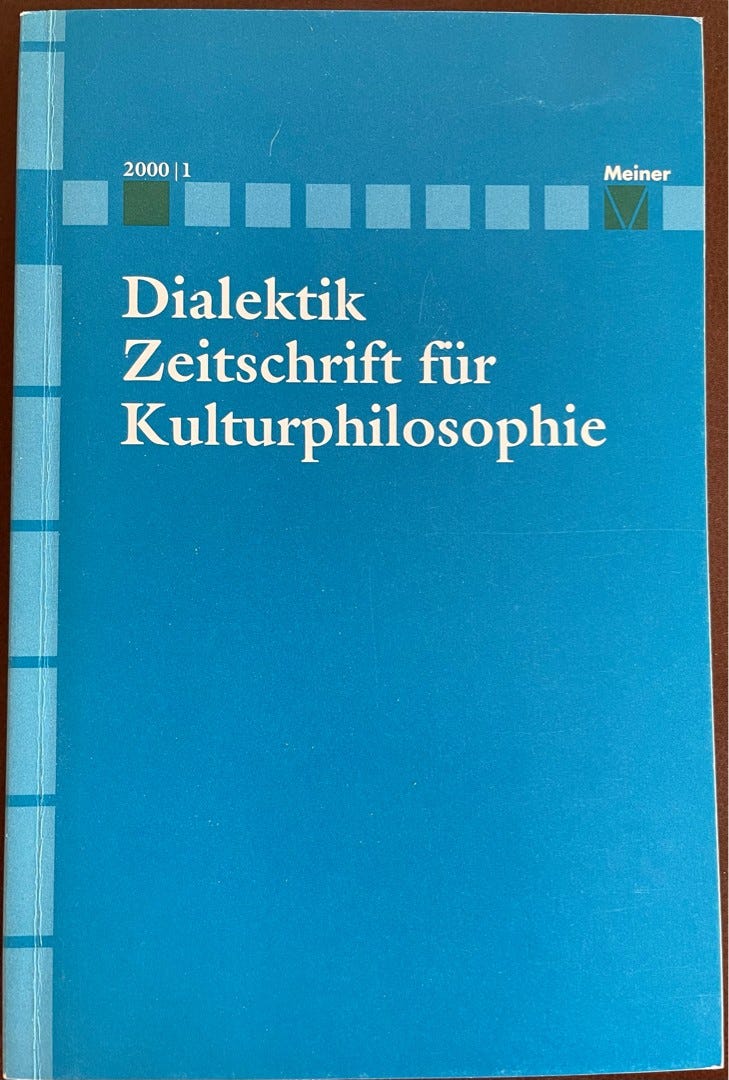 2000|1
Meiner
Dialektik
Zeitschrift für
Kulturphilosophie